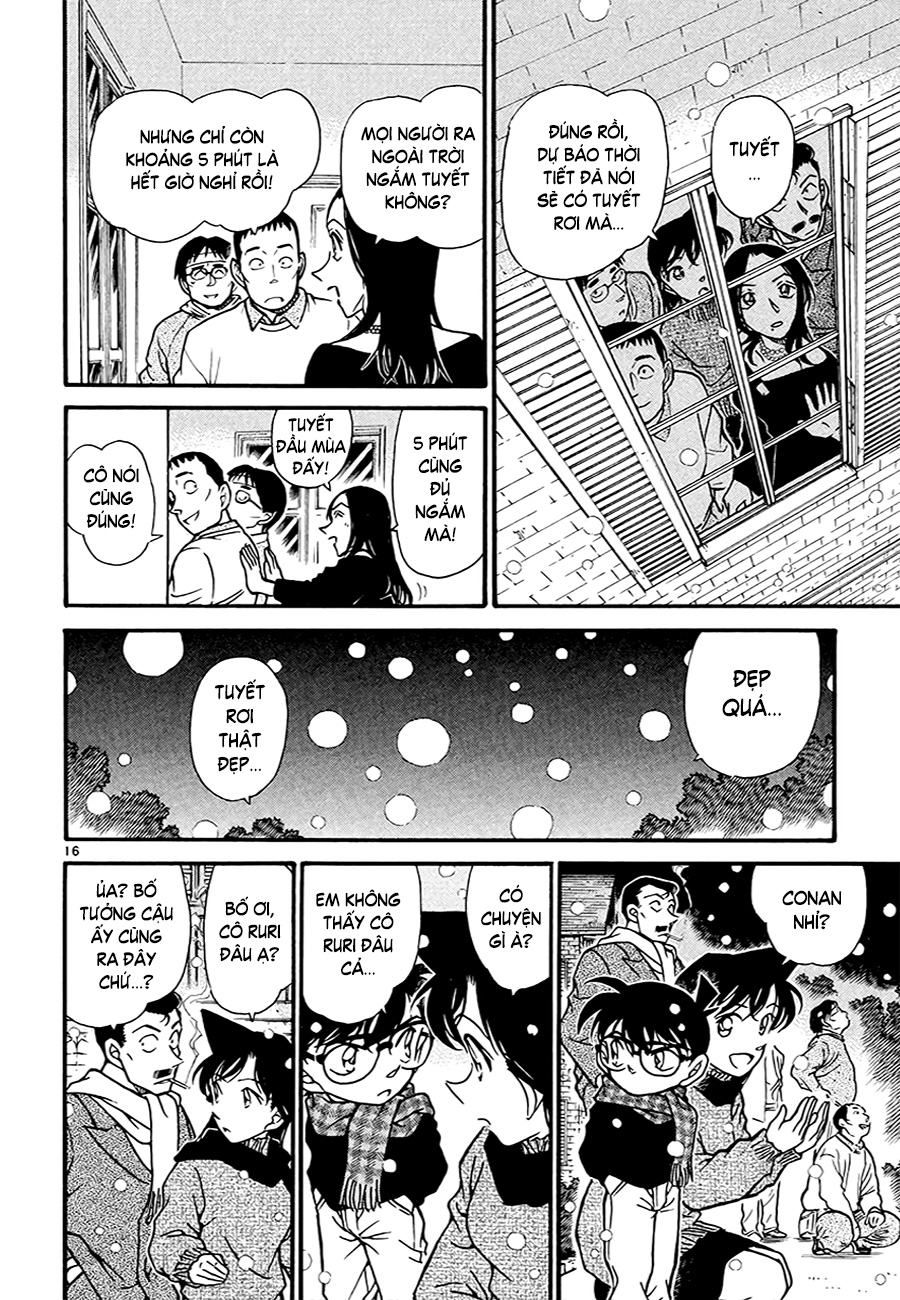 TUYẾT
...
ĐÚNG RỒI,
DỰ BÁO THỜI
TIẾT ĐÃ NÓI
SẼ CÓ TUYẾT
RƠI MÀ...
MỌI NGƯỜI RA
NGOÀI TRỜI
NGẮM TUYẾT
KHÔNG?
NHƯNG CHỈ CÒN
KHOẢNG 5 PHÚT LÀ
HẾT GIỜ NGHỈ RỒI!
5 PHÚT
CŨNG
ĐỦ
NGẮM
MÀ!
TUYẾT
ĐẦU MÙA
ĐẤY!
CÔ NÓI
CŨNG
ĐÚNG!
ĐẸP
QUÁ...
TUYẾT
RƠI
THẬT
ĐẸP...
16
CONAN
NHỈ?
CÓ
CHUYỆN
GÌ À?
EM KHÔNG
THẤY CÔ
RURI ĐÂU
CẢ...
BỐ ƠI,
CÔ RURI
ĐÂU Ạ?
ỦA? BỐ
TƯỞNG CẬU
ẤY CŨNG
RA ĐÂY
CHỨ...?